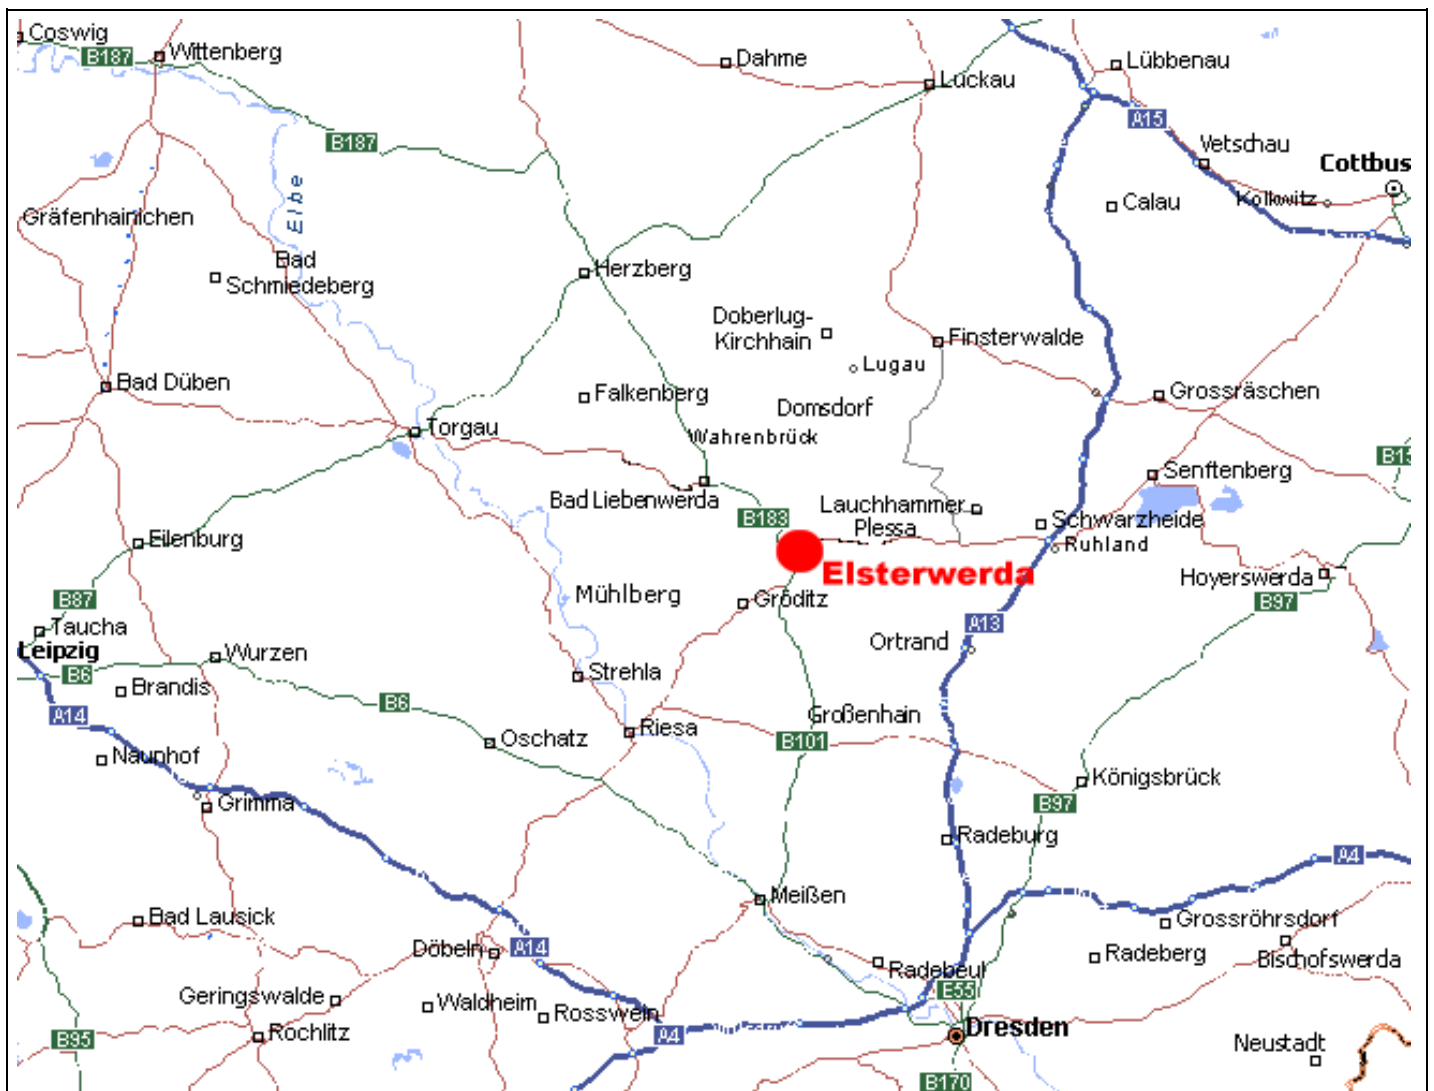 Coswig
Wittenberg
B187
Dahme
Luckau
Lübbenau
A15
B187
Vetschau
Cottbus
Kolkwitz
Calau
Elbe
Gräfenhainichen
Bad
Schmiedeberg
Herzberg
Doberlug-
Kirchhain
Finsterwalde
Lugau
Bad Düben
Falkenberg
Domsdorf
Grossräschen
Torgau
Wahrenbrück
Senftenberg
Bad Liebenwerda
B183
Lauchhammer
Plessa
Schwarzheide
Ruhland
Eilenburg
Elsterwerda
Hoyerswerda
B87
Mühlberg
Gröditz
B97
Taucha
A13
Leipzig
Wurzen
Ortrand
B6
Strehla
Brandis
B6
A14
Großenhain
Riesa
Oschatz
B101
Naunhof
Königsbrück
Grimma
B97
Radeburg
A4
Meißen
Bad Lausick
Grossröhrsdorf
Döbeln
A14
Radeberg
Bischofswerda
Radebeul
E55
Geringswalde
Waldheim
Rosswein
Rochlitz
B95
A4
Dresden
Neustadt
B170